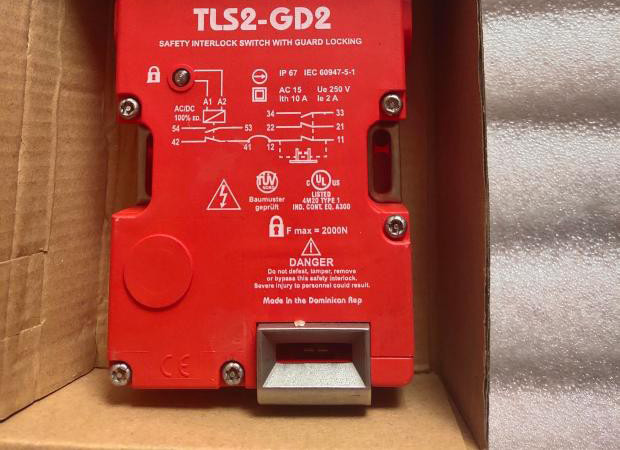 TLS2-GD2
SAFETY INTERLOCK SWITCH WITH GUARD LOCKING
IP 67 IEC 60947-5-1
A1 A2
AC 15 Ue 250 V
Ith 10 A Ie 2 A
AC/DC
100% ED.
34 33
54 53 22 21
42 41 12 11
TÜV
C UL US
Baumuster
geprüft
LISTED
4M20 TYPE 1
IND. CONT. EQ. A300
F max = 2000N
DANGER
Do not defeat, tamper, remove
or bypass this safety interlock.
Severe injury to personnel could result.
Made in the Dominican Rep
CE